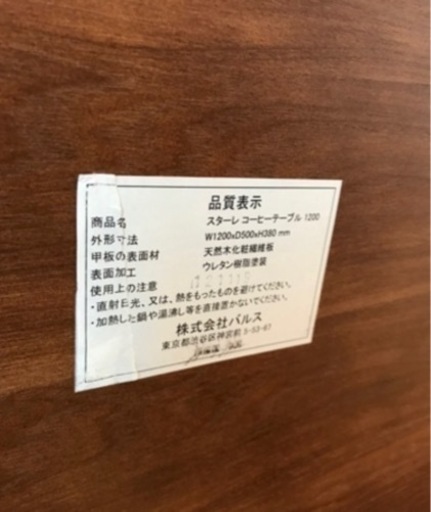 品質表示
商品名 スターレ コーヒーテーブル 1200
外形寸法 W1200xD500xH380 mm
甲板の表面材 天然木化粧繊維板
表面加工 ウレタン樹脂塗装
使用上の注意
・直射日光、又は、熱をもったものを避けてください。
・加熱した鍋や湯沸し等を直接置かないでください。
株式会社バルス
東京都渋谷区神宮前 5-53-67